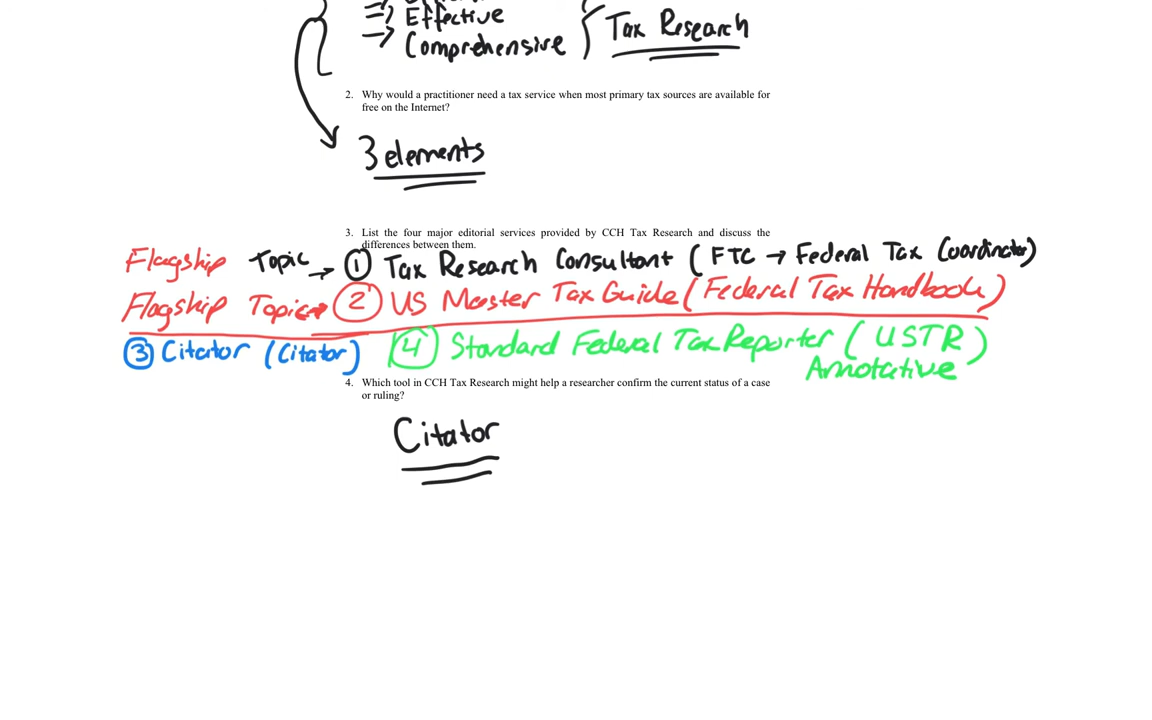 ⇒ Effective
→ Comprehensive } Tax Research
2. Why would a practitioner need a tax service when most primary tax sources are available for
free on the Internet?
3 elements
3. List the four major editorial services provided by CCH Tax Research and discuss the
differences between them.
Flagship Topic → ① Tax Research Consultant (FTC → Federal Tax Coordinator)
Flagship Topic → ② US Master Tax Guide (Federal Tax Handbook)
③ Citator (Citator) ④ Standard Federal Tax Reporter (USTR)
Annotative
4. Which tool in CCH Tax Research might help a researcher confirm the current status of a case
or ruling?
Citator